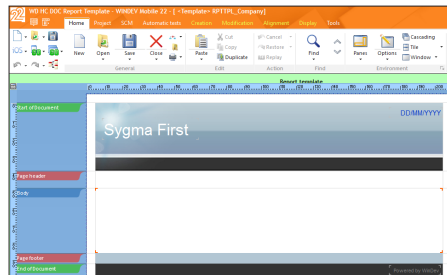 WD HC DOC Report Template - WINDEV Mobile 22 - [ <Template> RPTTPL_Company]
Home Project SCM Automatic tests Creation Modification Alignment Display Tools
iOS
New Open Save Close
Paste Cut
Copy
Duplicate
Cancel
Restore
Replay
Find
Panes Options
Cascading
Tile
Window
General Edit Action Find Environment
Report template
Start of Document
DD/MM/YYYY
Sygma First
Page header
Body
Page footer
End of Document
Powered by WinDev